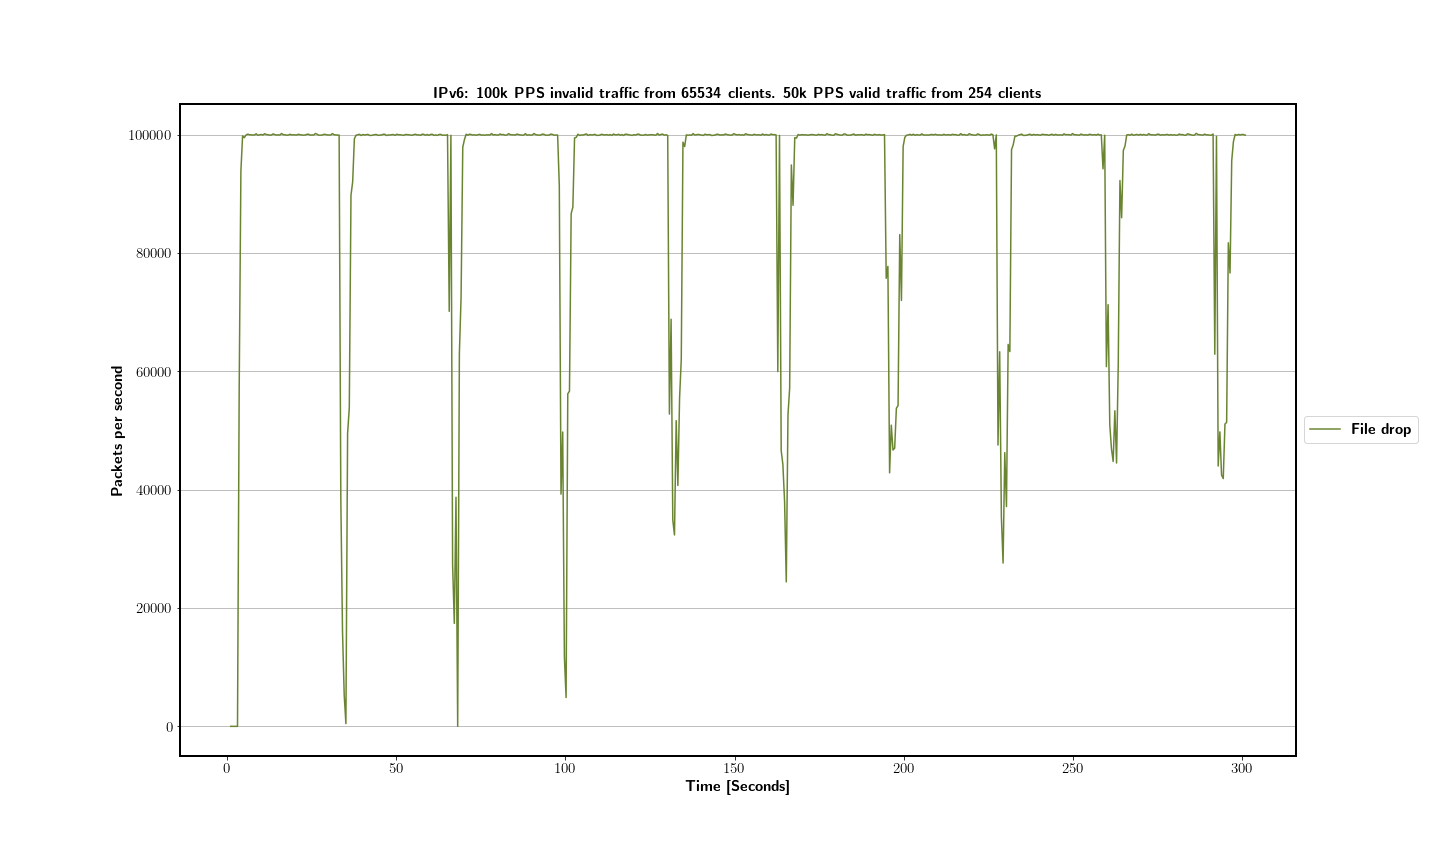 IPv6: 100k PPS invalid traffic from 65534 clients. 50k PPS valid traffic from 254 clients
100000
80000
60000
40000
20000
0
Packets per second
File drop
0 50 100 150 200 250 300
Time [Seconds]